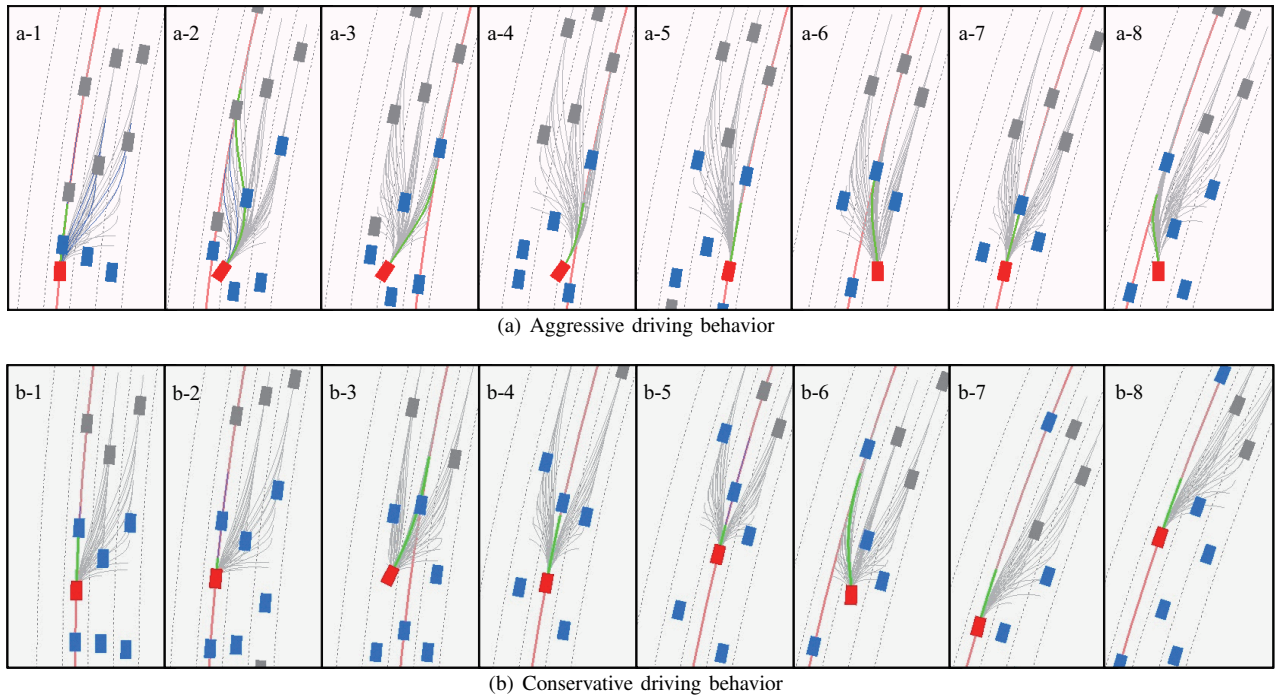 a-1 a-2 a-3 a-4 a-5 a-6 a-7 a-8
(a) Aggressive driving behavior
b-1 b-2 b-3 b-4 b-5 b-6 b-7 b-8
(b) Conservative driving behavior